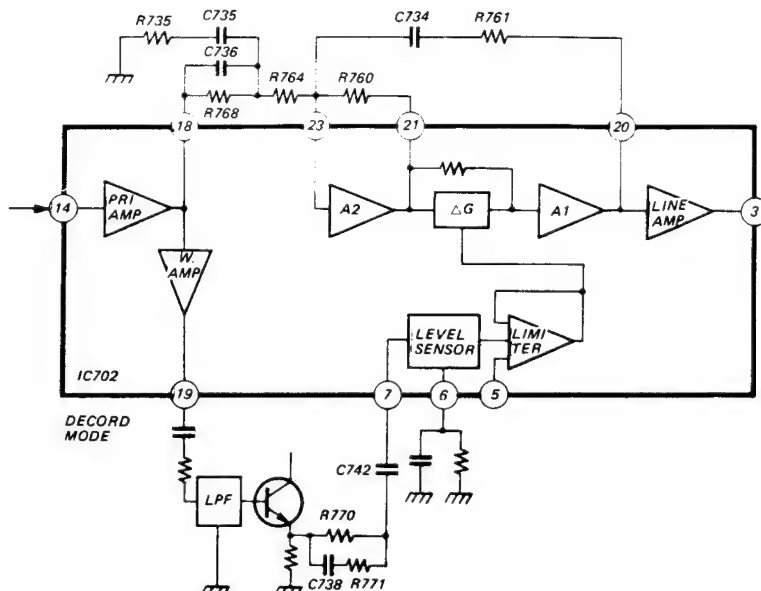 C735
R735
C736
C734
R761
R764
R760
R768
18
23
21
20
14
PRI
AMP
A2
△G
A1
LINE
AMP
3
W.
AMP
LEVEL
SENSOR
LIMI
TER
IC702
19
7
6
5
DECORD
MODE
C742
LPF
R770
C738
R771